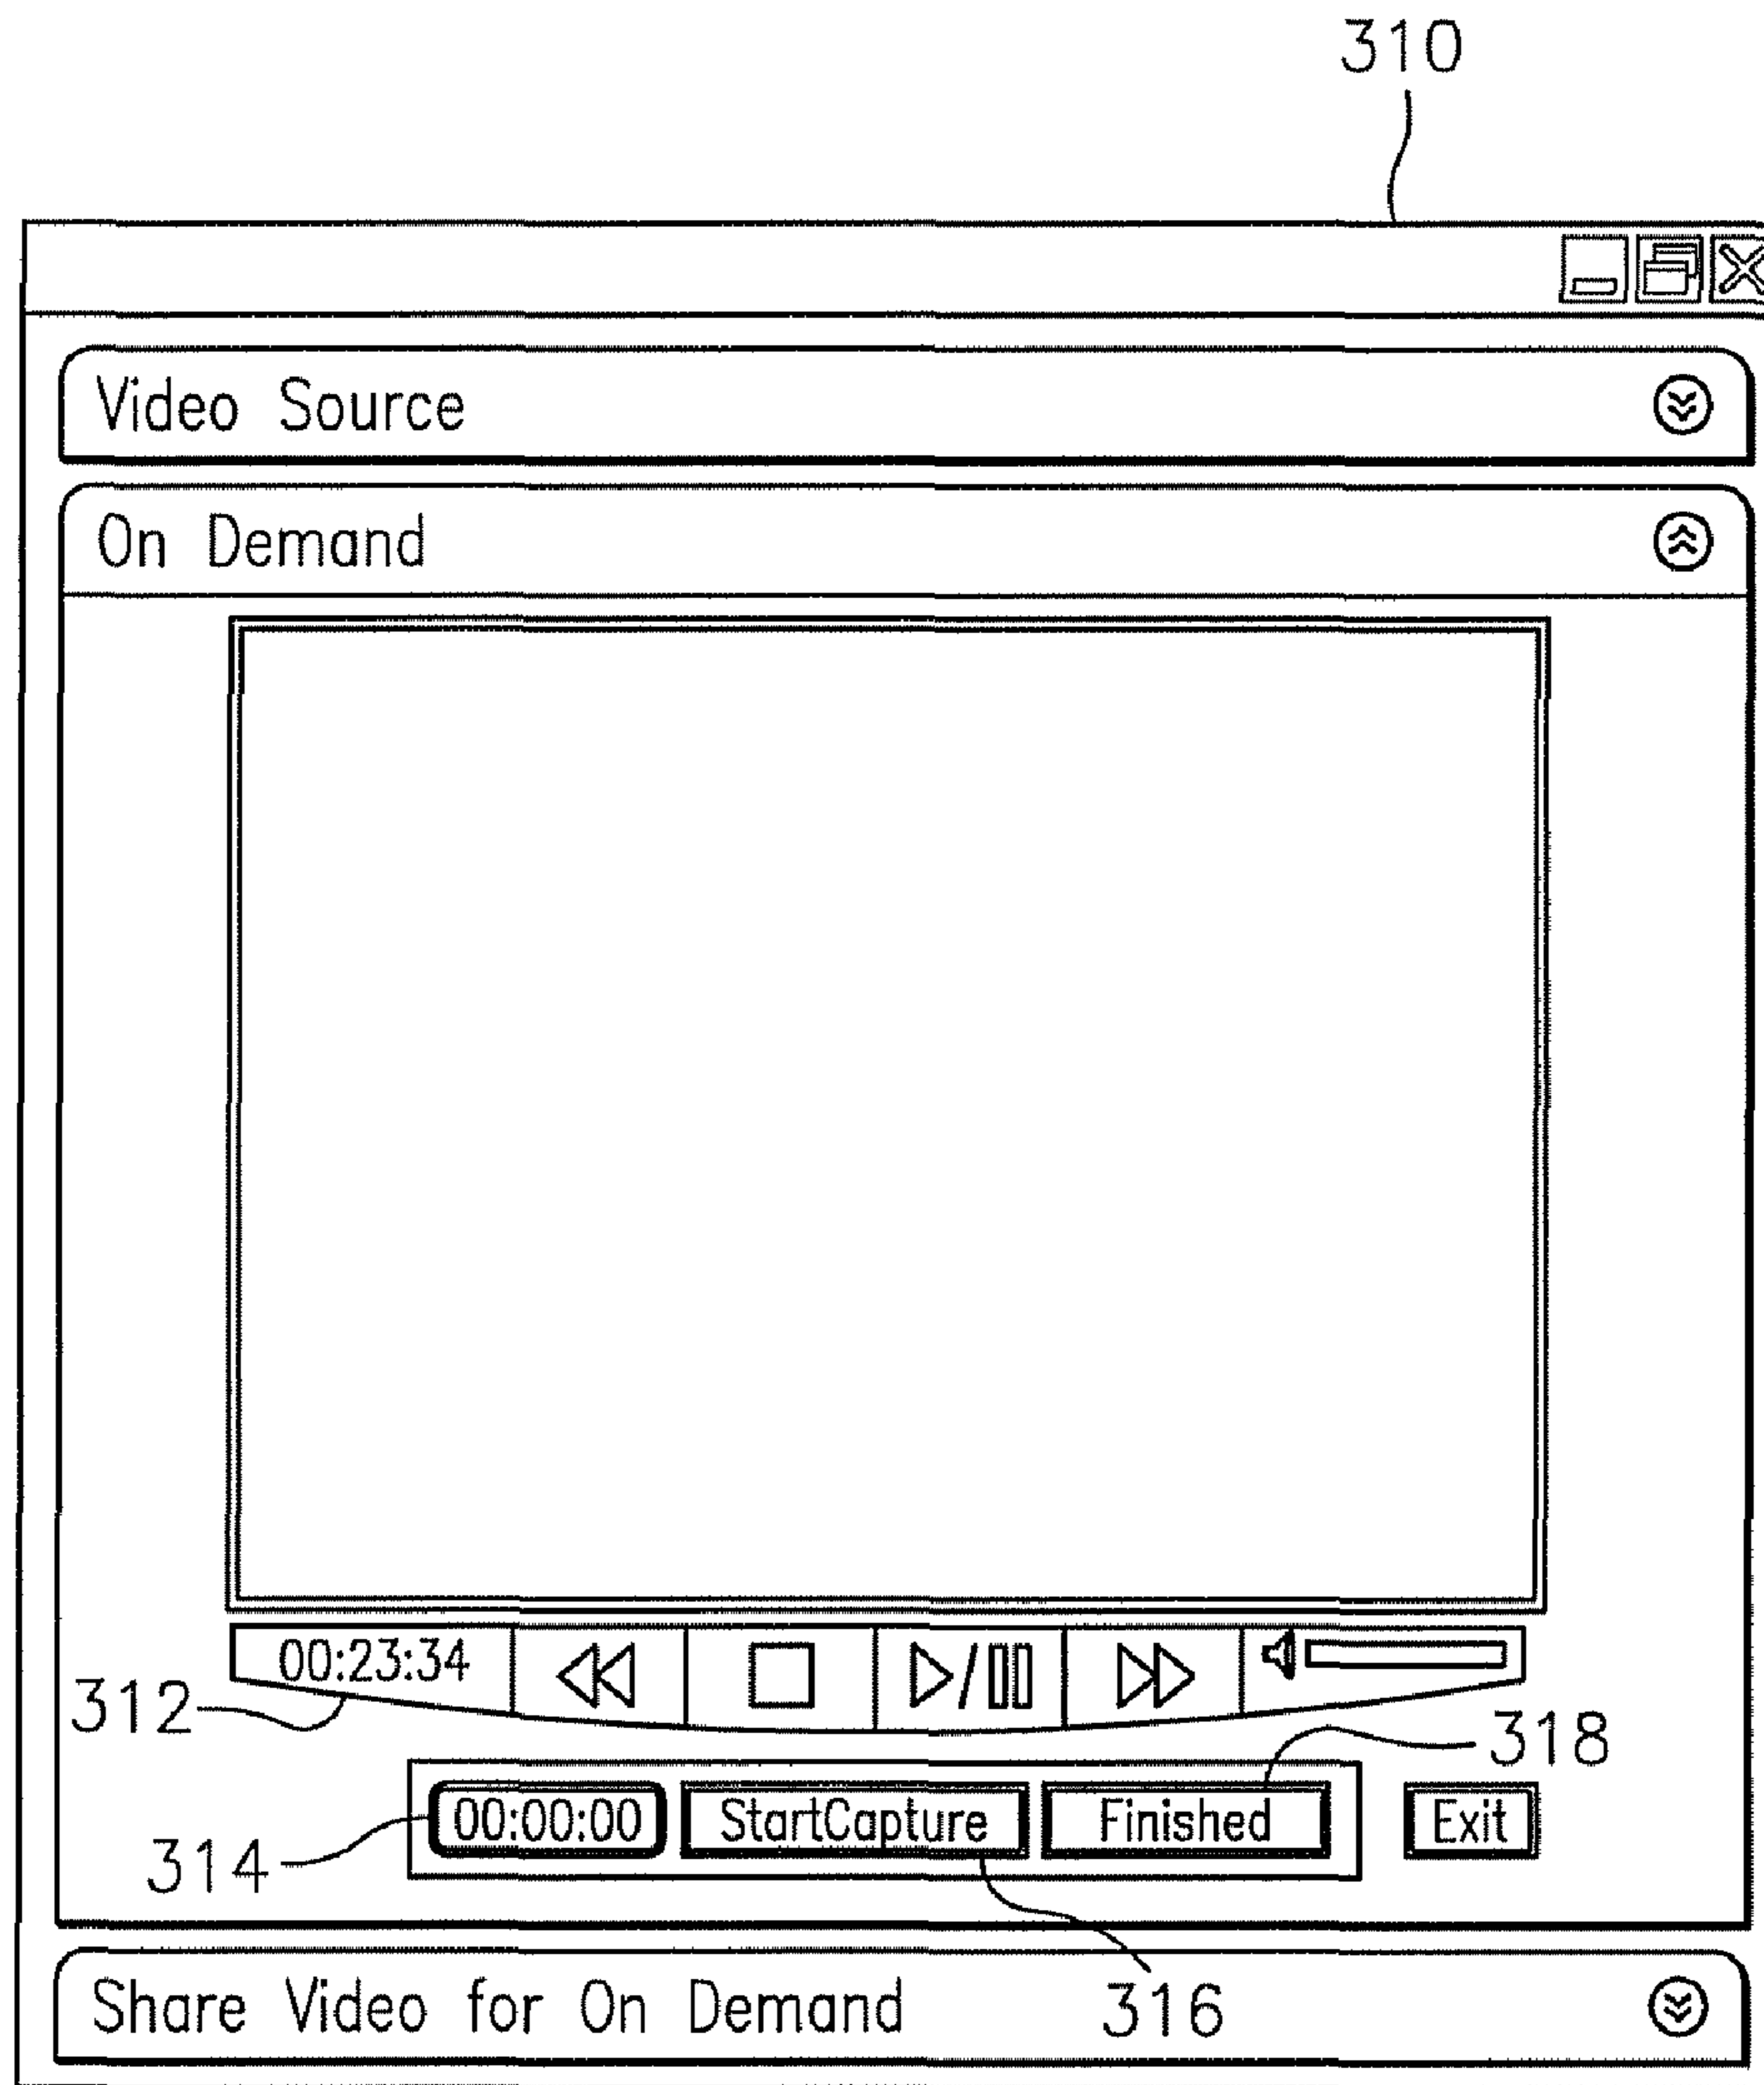 310
Video Source
On Demand
00:23:34
312
318
00:00:00 StartCapture Finished Exit
314
Share Video for On Demand
316